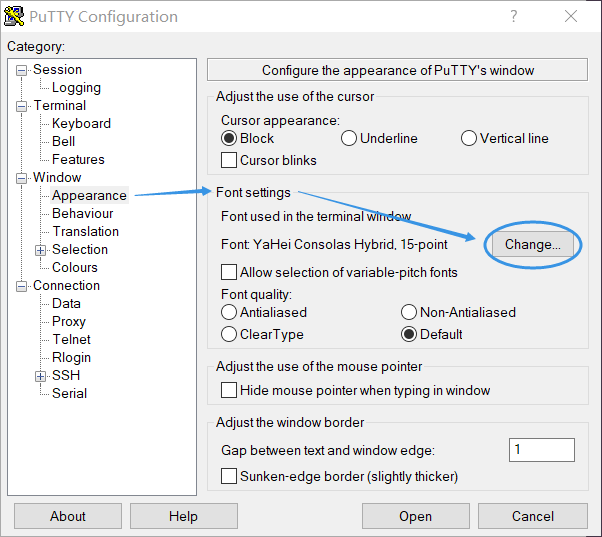 PuTTY Configuration
Category:
Session
Logging
Terminal
Keyboard
Bell
Features
Window
Appearance
Behaviour
Translation
Selection
Colours
Connection
Data
Proxy
Telnet
Rlogin
SSH
Serial
Configure the appearance of PuTTY's window
Adjust the use of the cursor
Cursor appearance:
Block Underline Vertical line
Cursor blinks
Font settings
Font used in the terminal window
Font: YaHei Consolas Hybrid, 15-point Change...
Allow selection of variable-pitch fonts
Font quality:
Antialiased Non-Antialiased
ClearType Default
Adjust the use of the mouse pointer
Hide mouse pointer when typing in window
Adjust the window border
Gap between text and window edge: 1
Sunken-edge border (slightly thicker)
About Help Open Cancel